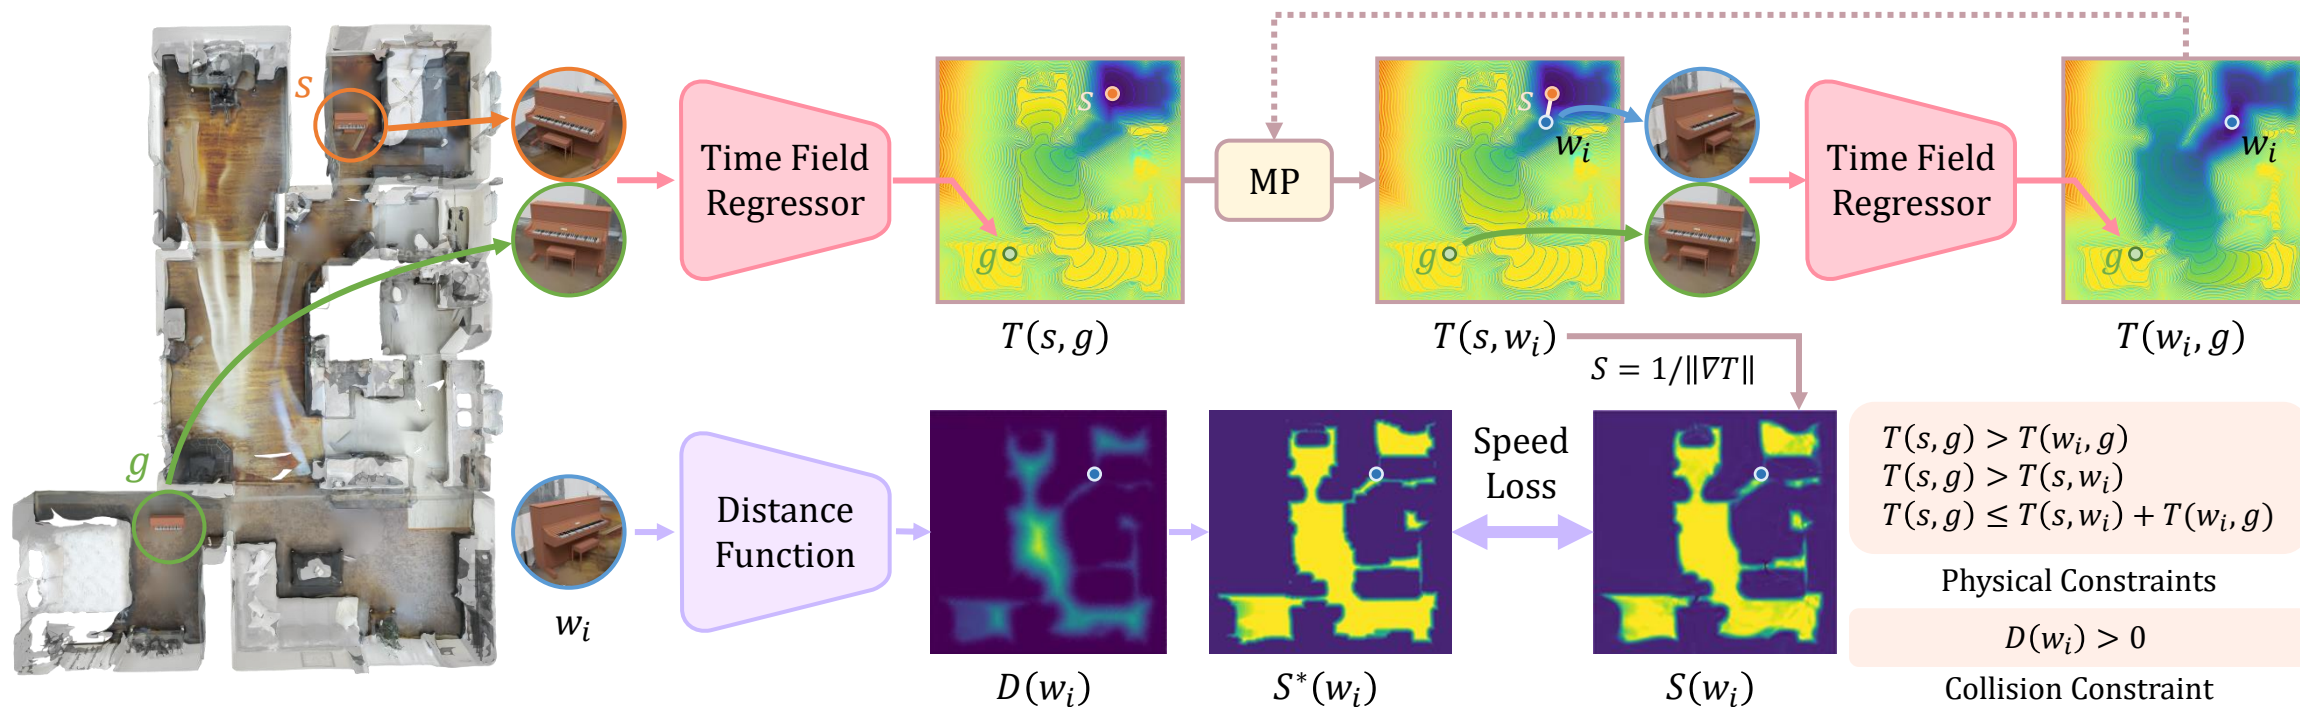 s
g
Time Field
Regressor
s
g
T(s, g)
MP
s
w_i
g
T(s, w_i)
Time Field
Regressor
w_i
g
T(w_i, g)
S = 1/‖∇T‖
w_i
Distance
Function
D(w_i)
S*(w_i)
Speed
Loss
S(w_i)
T(s, g) > T(w_i, g)
T(s, g) > T(s, w_i)
T(s, g) ≤ T(s, w_i) + T(w_i, g)
Physical Constraints
D(w_i) > 0
Collision Constraint